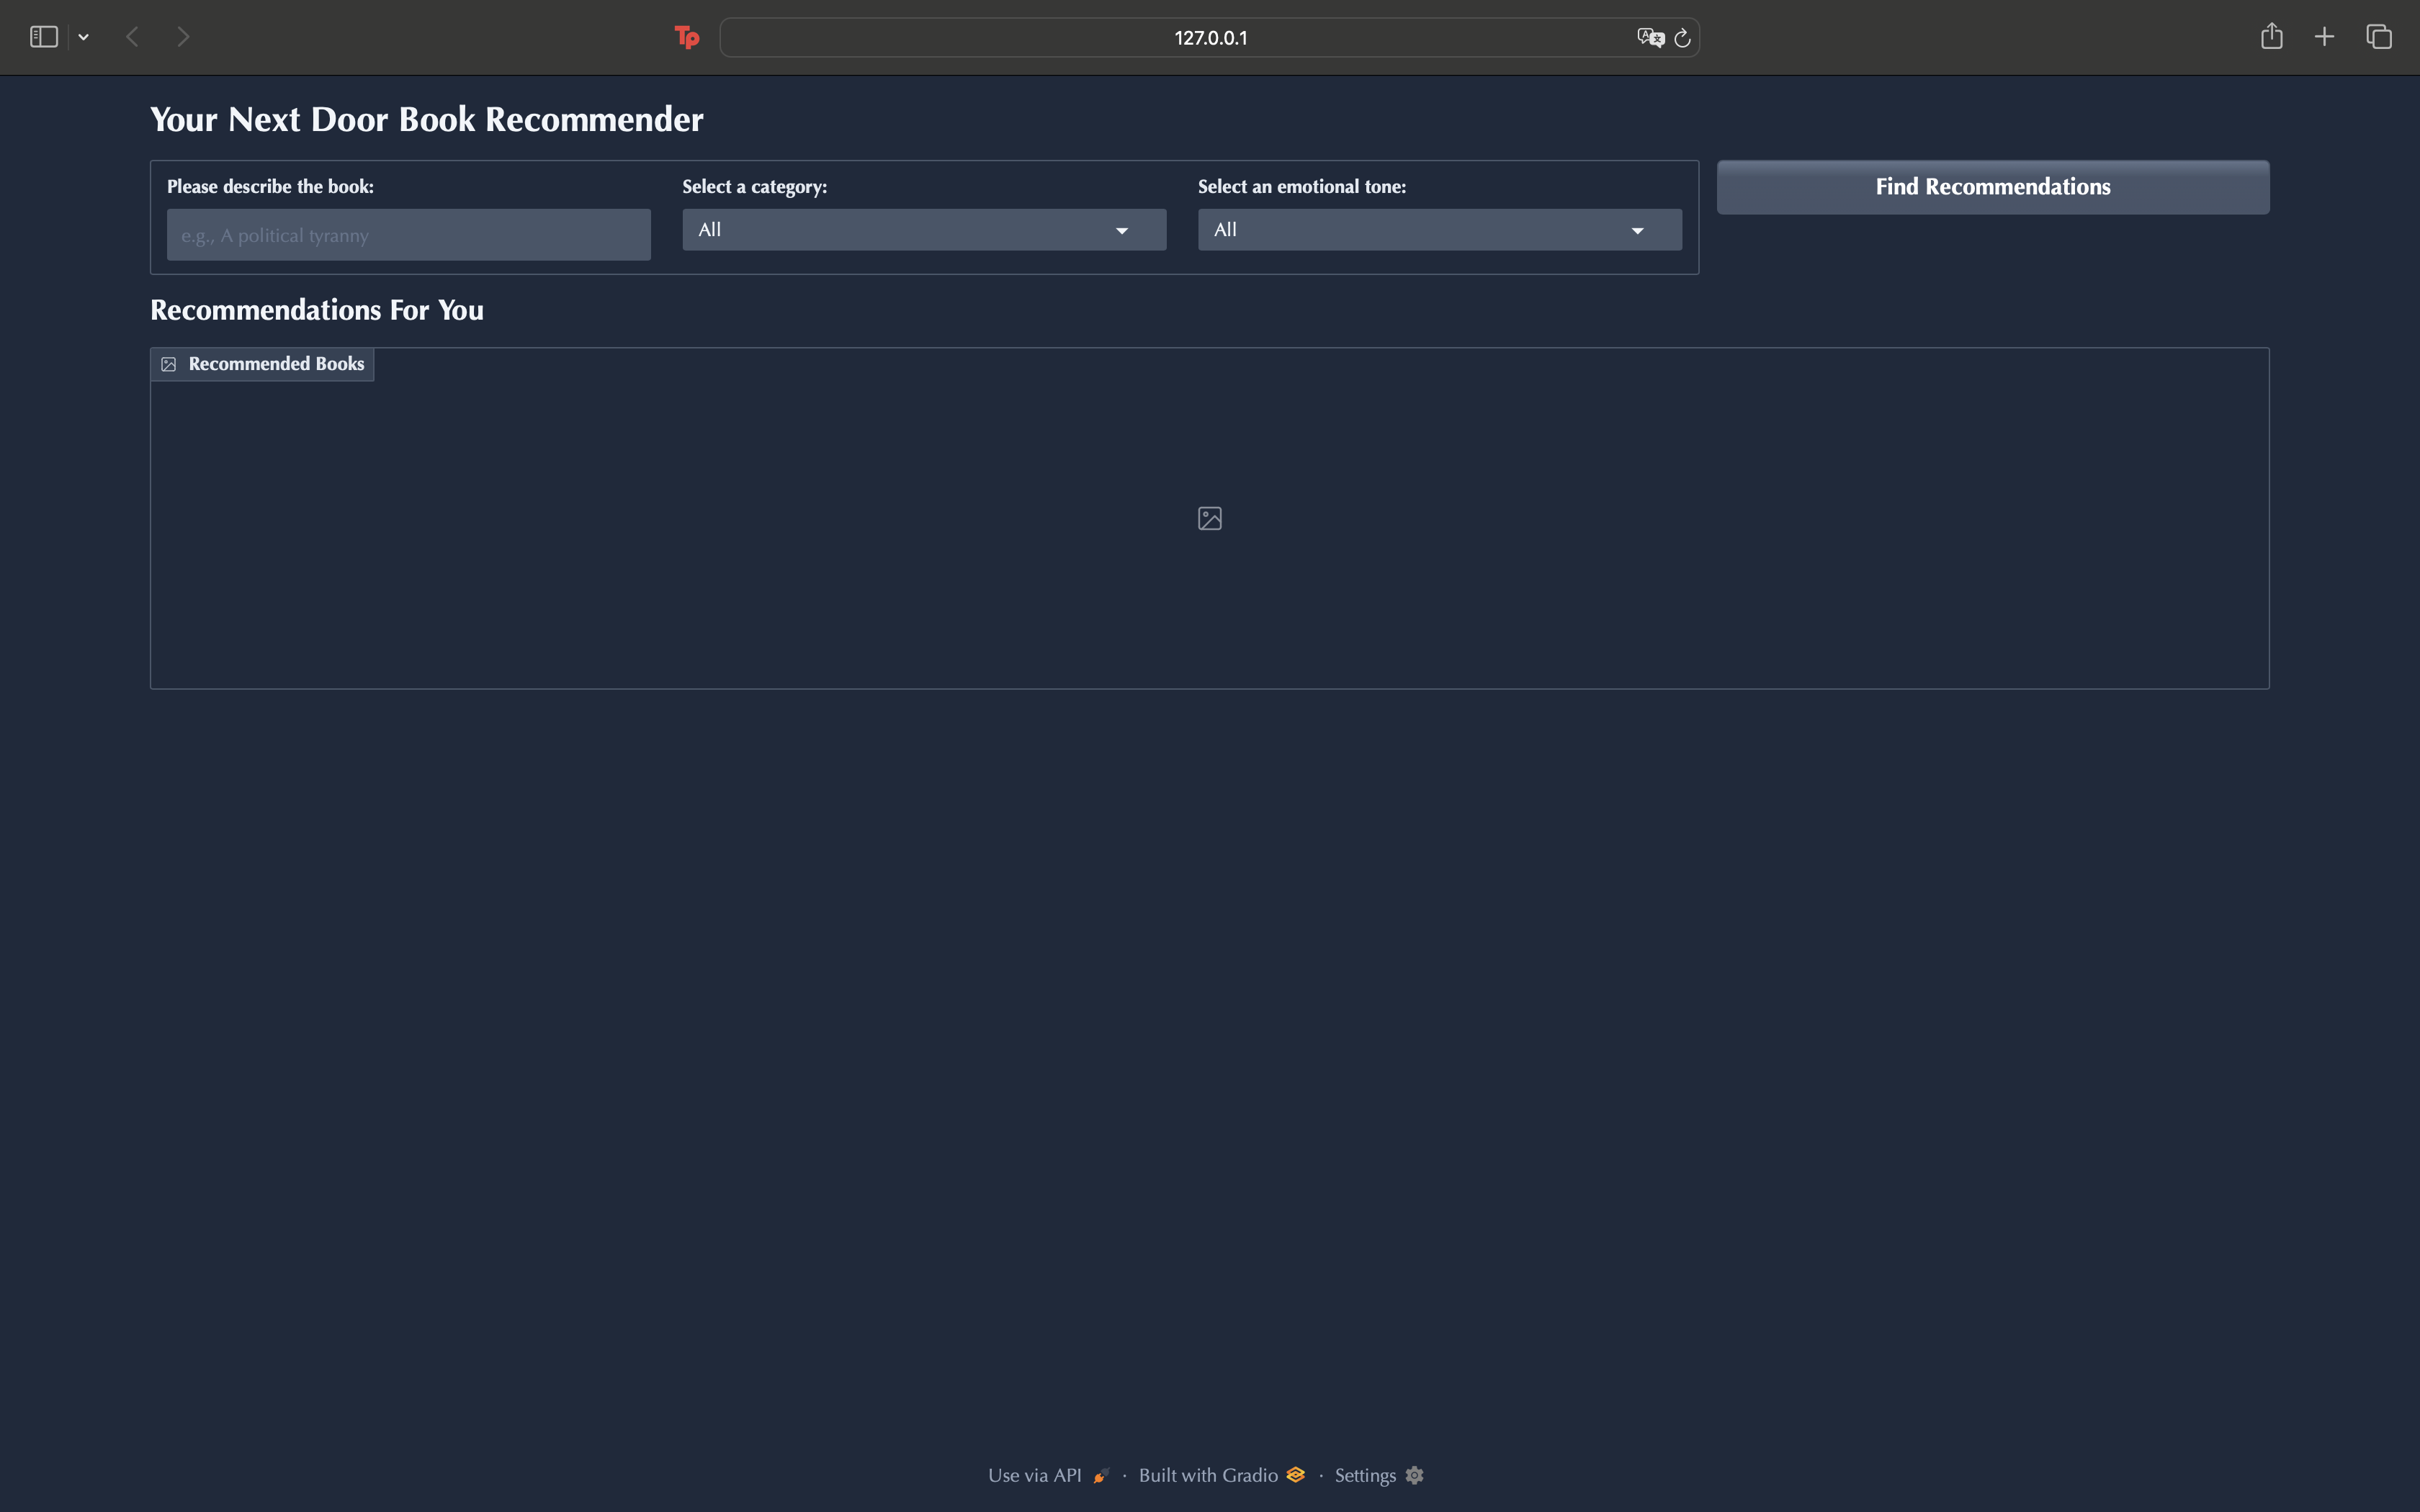 Tp
127.0.0.1
Your Next Door Book Recommender
Please describe the book:
Select a category:
Select an emotional tone:
Find Recommendations
e.g., A political tyranny
All
All
Recommendations For You
Recommended Books
Use via API · Built with Gradio · Settings